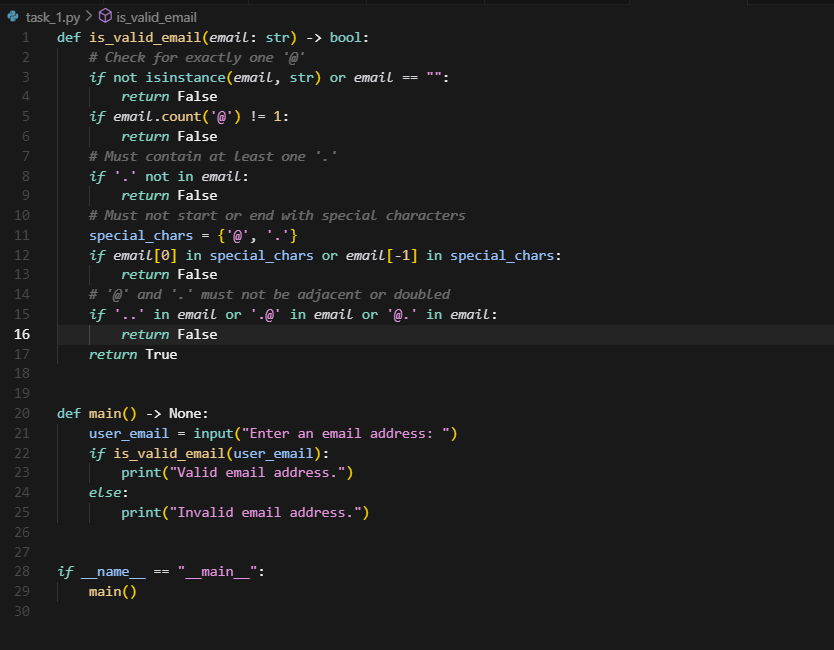 task_1.py > is_valid_email
1 def is_valid_email(email: str) -> bool:
2     # Check for exactly one '@'
3     if not isinstance(email, str) or email == "":
4         return False
5     if email.count('@') != 1:
6         return False
7     # Must contain at least one '.'
8     if '.' not in email:
9         return False
10     # Must not start or end with special characters
11     special_chars = {'@', '.'}
12     if email[0] in special_chars or email[-1] in special_chars:
13         return False
14     # '@' and '.' must not be adjacent or doubled
15     if '..' in email or '.@' in email or '@.' in email:
16         return False
17     return True
18
19
20 def main() -> None:
21     user_email = input("Enter an email address: ")
22     if is_valid_email(user_email):
23         print("Valid email address.")
24     else:
25         print("Invalid email address.")
26
27
28 if __name__ == "__main__":
29     main()
30